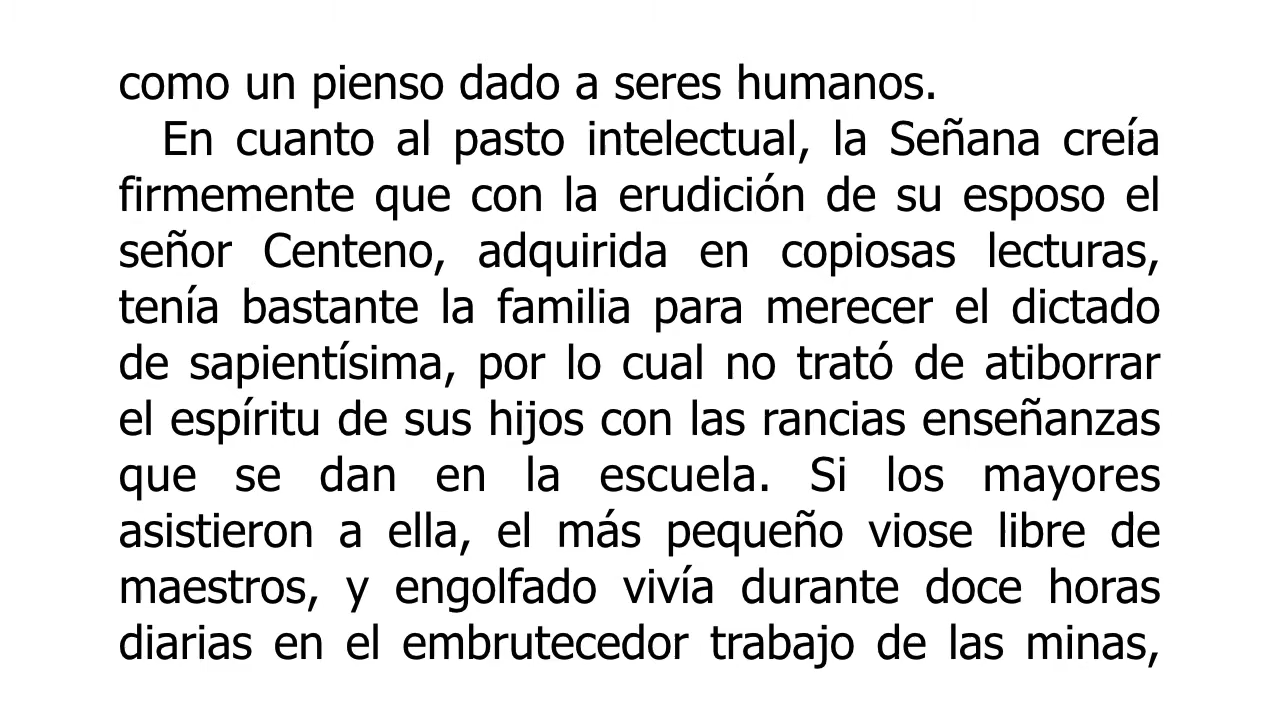 como un pienso dado a seres humanos.
En cuanto al pasto intelectual, la Señana creía
firmemente que con la erudición de su esposo el
señor Centeno, adquirida en copiosas lecturas,
tenía bastante la familia para merecer el dictado
de sapientísima, por lo cual no trató de atiborrar
el espíritu de sus hijos con las rancias enseñanzas
que se dan en la escuela. Si los mayores
asistieron a ella, el más pequeño viose libre de
maestros, y engolfado vivía durante doce horas
diarias en el embrutecedor trabajo de las minas,